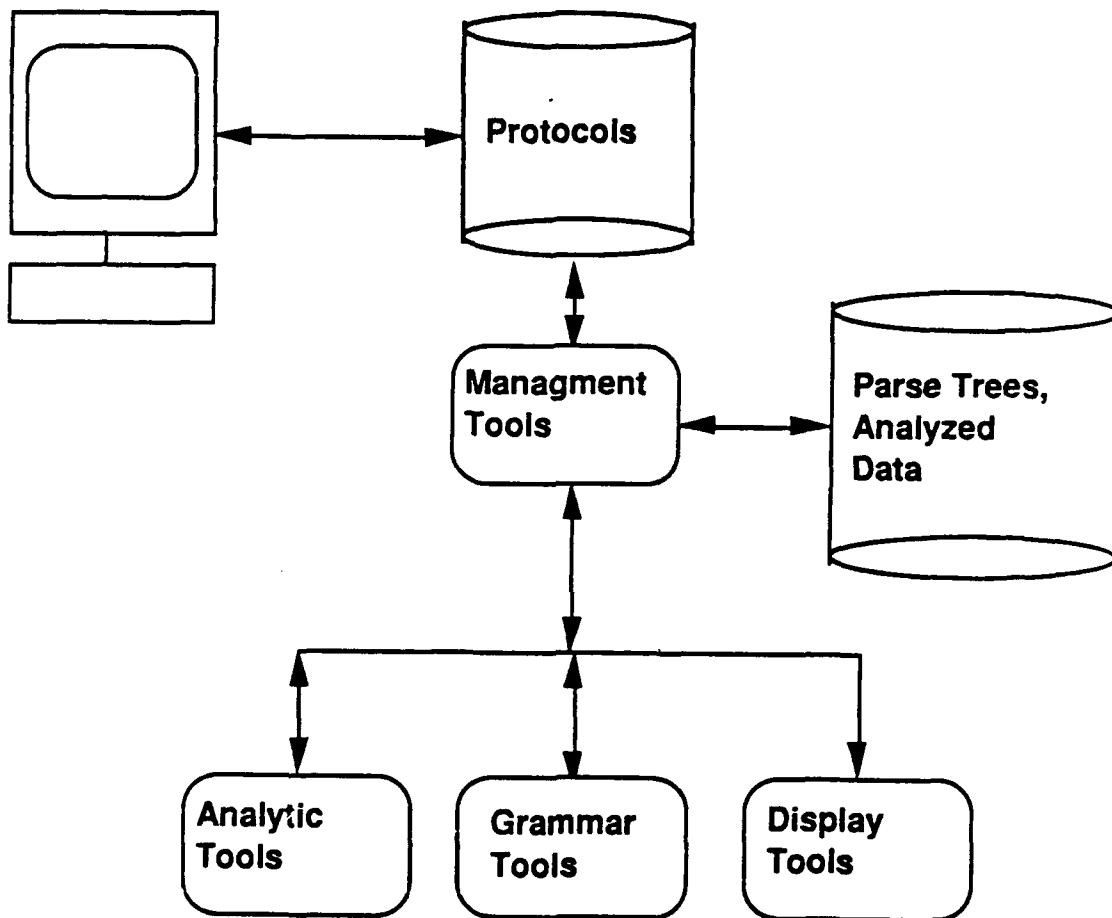 Protocols
Managment
Tools
Parse Trees,
Analyzed
Data
Analytic
Tools
Grammar
Tools
Display
Tools